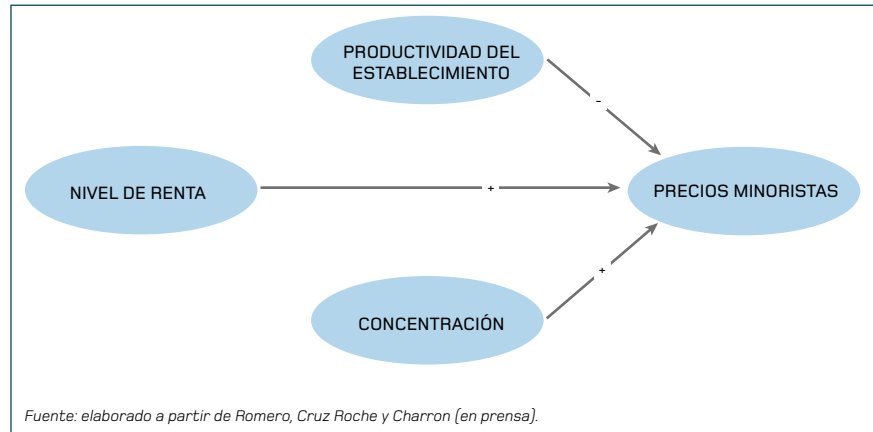 PRODUCTIVIDAD DEL
ESTABLECIMIENTO
-
NIVEL DE RENTA
+
PRECIOS MINORISTAS
+
CONCENTRACIÓN
Fuente: elaborado a partir de Romero, Cruz Roche y Charron (en prensa).